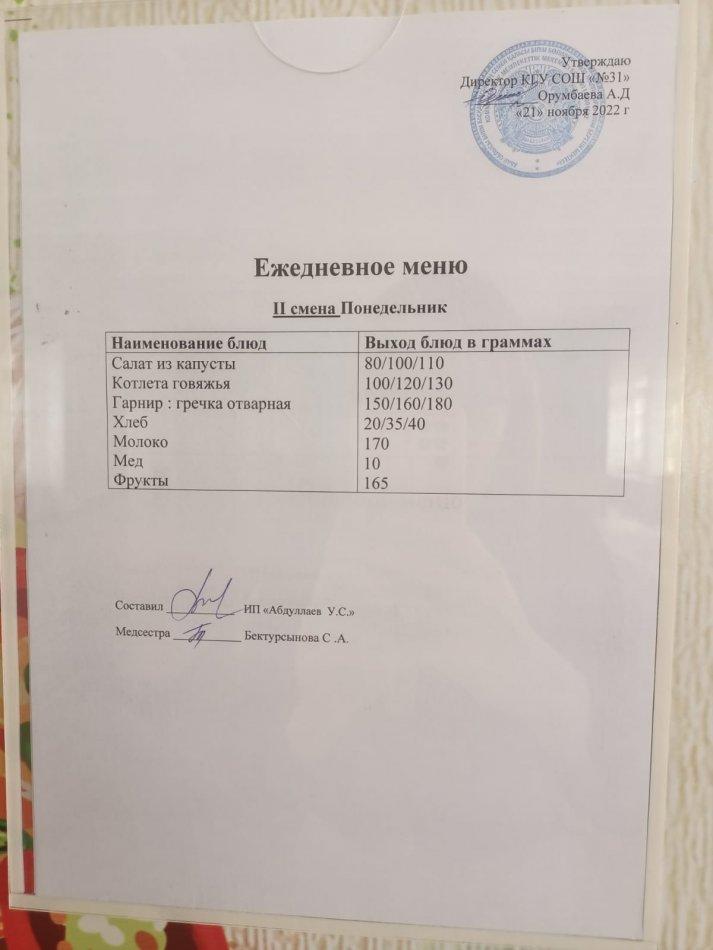 Утверждаю
Директор КГУ СОШ «№31»
Орумбаева А.Д
«21» ноября 2022 г
Ежедневное меню
II смена Понедельник
Наименование блюд Выход блюд в граммах
Салат из капусты 80/100/110
Котлета говяжья 100/120/130
Гарнир : гречка отварная 150/160/180
Хлеб 20/35/40
Молоко 170
Мед 10
Фрукты 165
Составил ИП «Абдуллаев У.С.»
Медсестра Бектурсынова С .А.